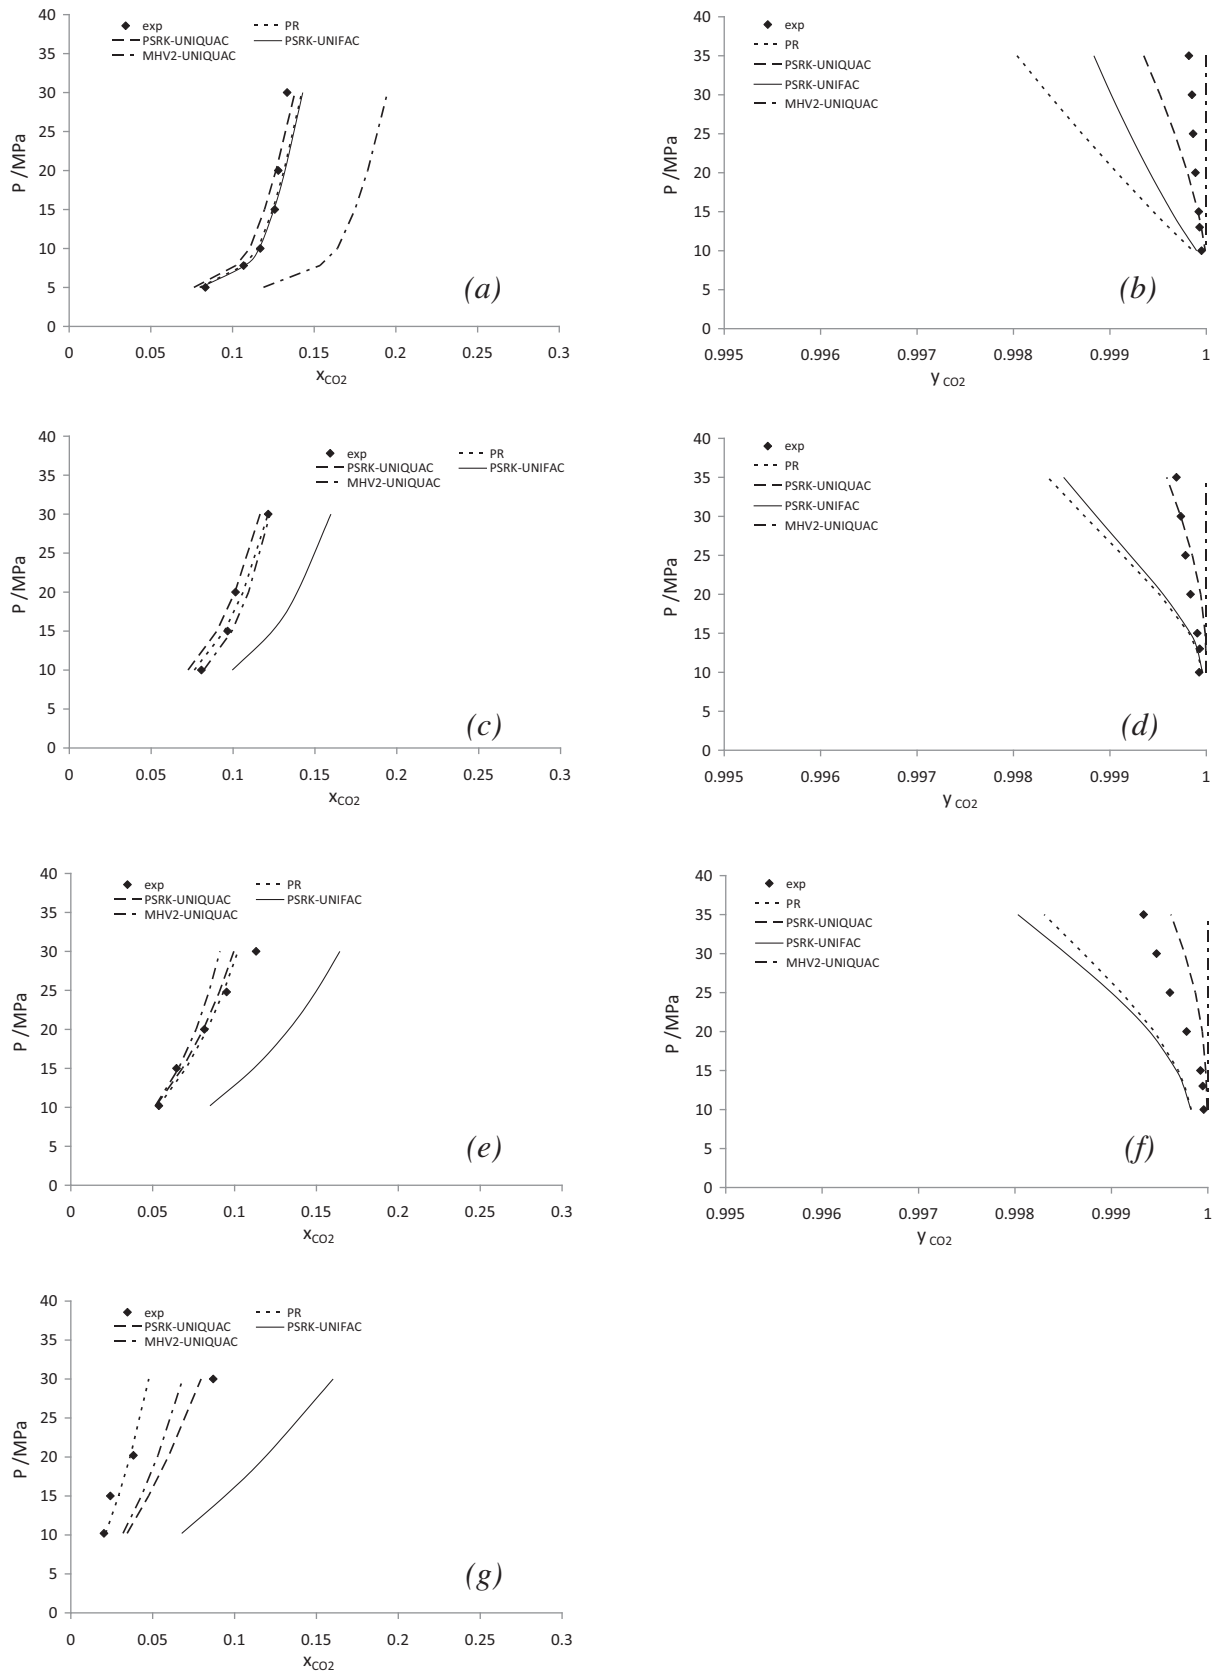 40
35
30
25
20
15
10
5
0
P /MPa
exp
PR
PSRK-UNIQUAC
PSRK-UNIFAC
MHV2-UNIQUAC
(a)
0 0.05 0.1 0.15 0.2 0.25 0.3
xCO2
40
35
30
25
20
15
10
5
0
P /MPa
exp
PR
PSRK-UNIQUAC
PSRK-UNIFAC
MHV2-UNIQUAC
(b)
0.995 0.996 0.997 0.998 0.999 1
y CO2
40
35
30
25
20
15
10
5
0
P /MPa
exp
PR
PSRK-UNIQUAC
PSRK-UNIFAC
MHV2-UNIQUAC
(c)
0 0.05 0.1 0.15 0.2 0.25 0.3
xCO2
40
35
30
25
20
15
10
5
0
P /MPa
exp
PR
PSRK-UNIQUAC
PSRK-UNIFAC
MHV2-UNIQUAC
(d)
0.995 0.996 0.997 0.998 0.999 1
y CO2
40
35
30
25
20
15
10
5
0
P /MPa
exp
PR
PSRK-UNIQUAC
PSRK-UNIFAC
MHV2-UNIQUAC
(e)
0 0.05 0.1 0.15 0.2 0.25 0.3
xCO2
40
35
30
25
20
15
10
5
0
P /MPa
exp
PR
PSRK-UNIQUAC
PSRK-UNIFAC
MHV2-UNIQUAC
(f)
0.995 0.996 0.997 0.998 0.999 1
y CO2
40
35
30
25
20
15
10
5
0
P /MPa
exp
PR
PSRK-UNIQUAC
PSRK-UNIFAC
MHV2-UNIQUAC
(g)
0 0.05 0.1 0.15 0.2 0.25 0.3
xCO2